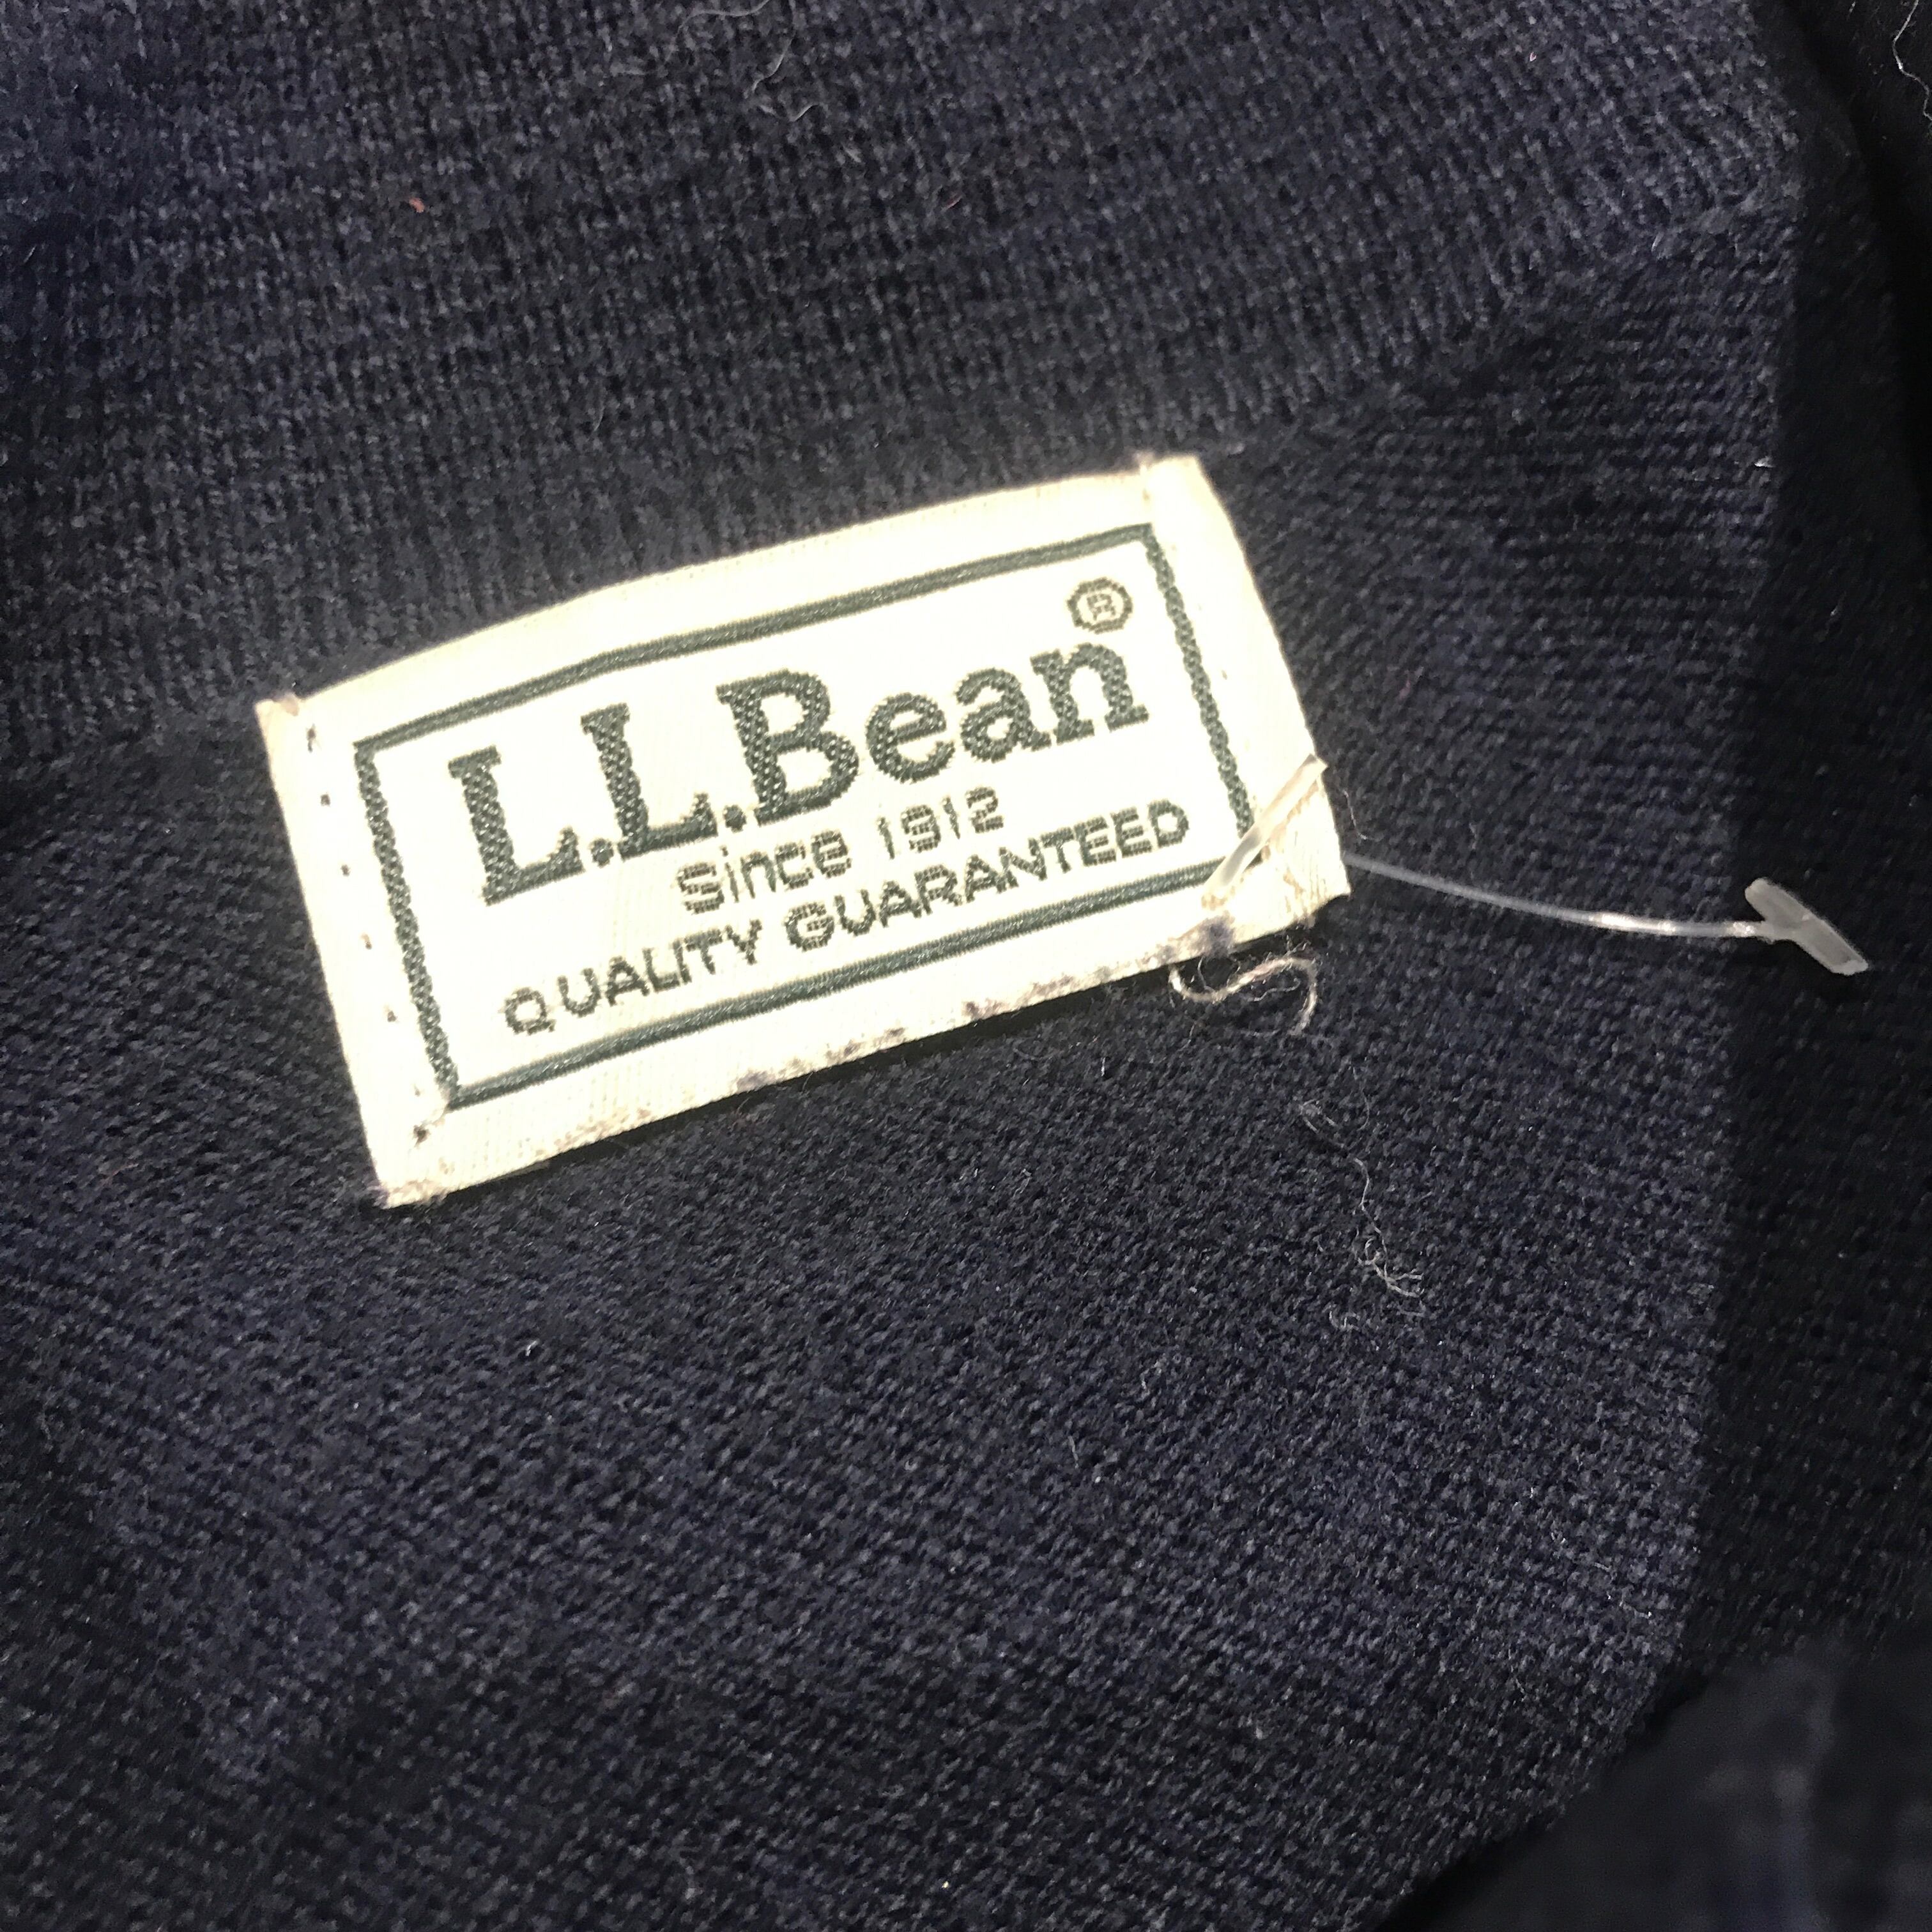 L.L.Bean®
Since 1912
QUALITY GUARANTEED